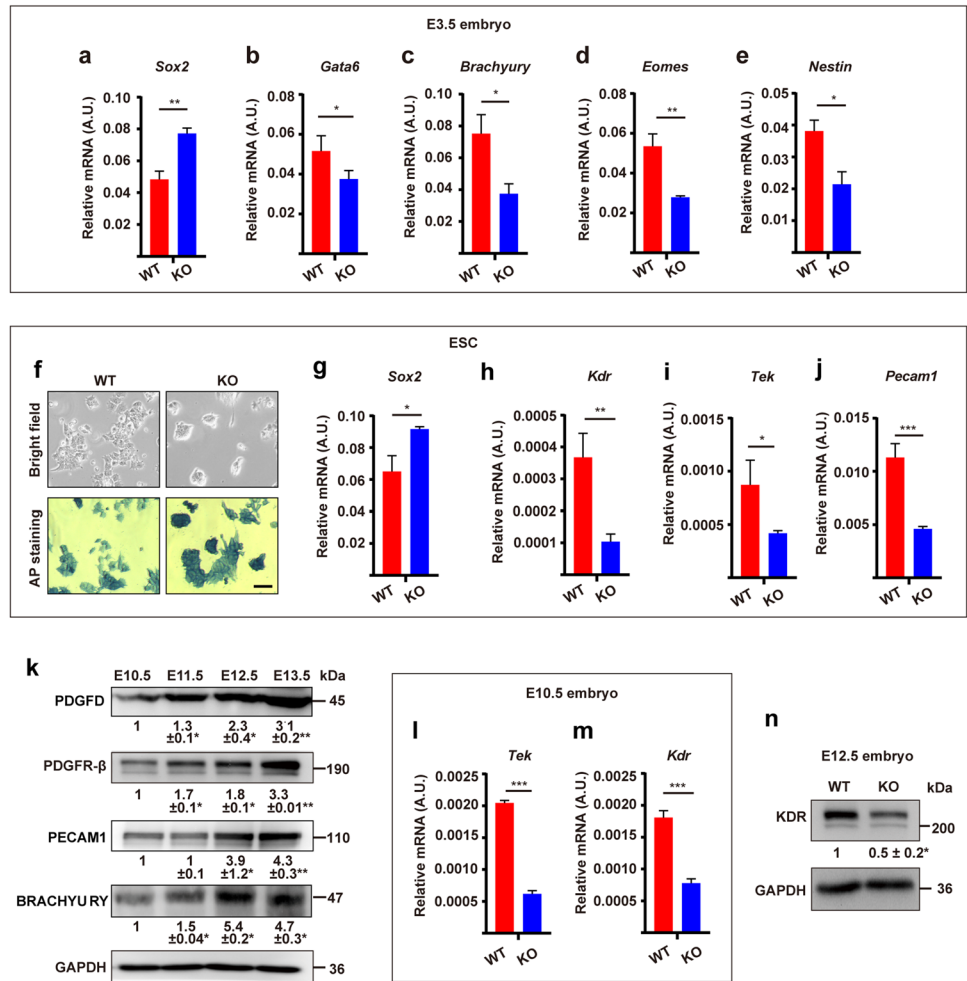 E3.5 embryo
a
Sox2
Relative mRNA (A.U.)
0.10
0.08
0.06
0.04
0.02
**
WT
KO
b
Gata6
Relative mRNA (A.U.)
0.08
0.06
0.04
0.02
*
WT
KO
c
Brachyury
Relative mRNA (A.U.)
0.10
0.08
0.06
0.04
0.02
*
WT
KO
d
Eomes
Relative mRNA (A.U.)
0.08
0.06
0.04
0.02
**
WT
KO
e
Nestin
Relative mRNA (A.U.)
0.05
0.04
0.03
0.02
0.01
*
WT
KO
ESC
f
WT
KO
Bright field
AP staining
g
Sox2
Relative mRNA (A.U.)
0.10
0.08
0.06
0.04
0.02
*
WT
KO
h
Kdr
Relative mRNA (A.U.)
0.0005
0.0004
0.0003
0.0002
0.0001
**
WT
KO
i
Tek
Relative mRNA (A.U.)
0.0015
0.0010
0.0005
*
WT
KO
j
Pecam1
Relative mRNA (A.U.)
0.015
0.010
0.005
***
WT
KO
k
E10.5 E11.5 E12.5 E13.5 kDa
PDGFD 45
1 1.3 2.3 3 1
±0.1* ±0.4* ±0.2**
PDGFR-β 190
1 1.7 1.8 3.3
±0.1* ±0.1* ±0.01**
PECAM1 110
1 1 3.9 4.3
±0.1 ±1.2* ±0.3**
BRACHYURY 47
1 1.5 5.4 4.7
±0.04* ±0.2* ±0.3*
GAPDH 36
E10.5 embryo
l
Tek
Relative mRNA (A.U.)
0.0025
0.0020
0.0015
0.0010
0.0005
***
WT
KO
m
Kdr
Relative mRNA (A.U.)
0.0025
0.0020
0.0015
0.0010
0.0005
***
WT
KO
n
E12.5 embryo
WT KO kDa
KDR 200
1 0.5 ± 0.2*
GAPDH 36